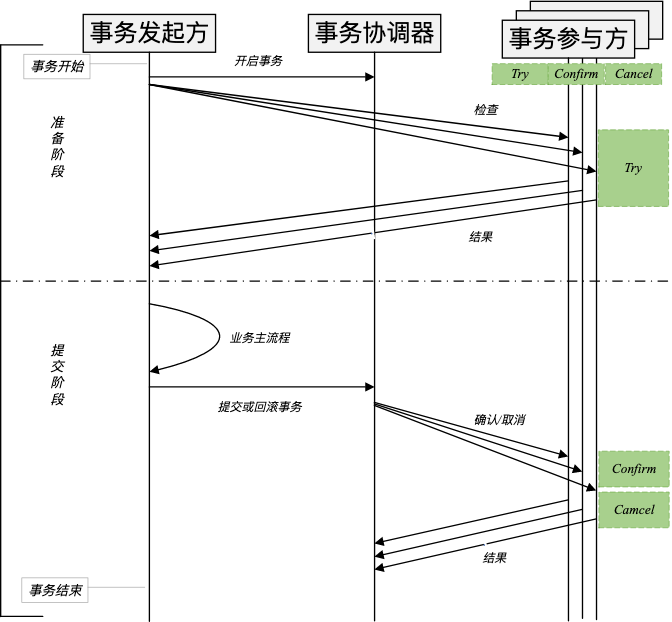 事务发起方
事务协调器
事务参与方
事务开始
开启事务
Try
Confirm
Cancel
检查
准备阶段
Try
结果
业务主流程
提交阶段
提交或回滚事务
确认/取消
Confirm
Camcel
结果
事务结束